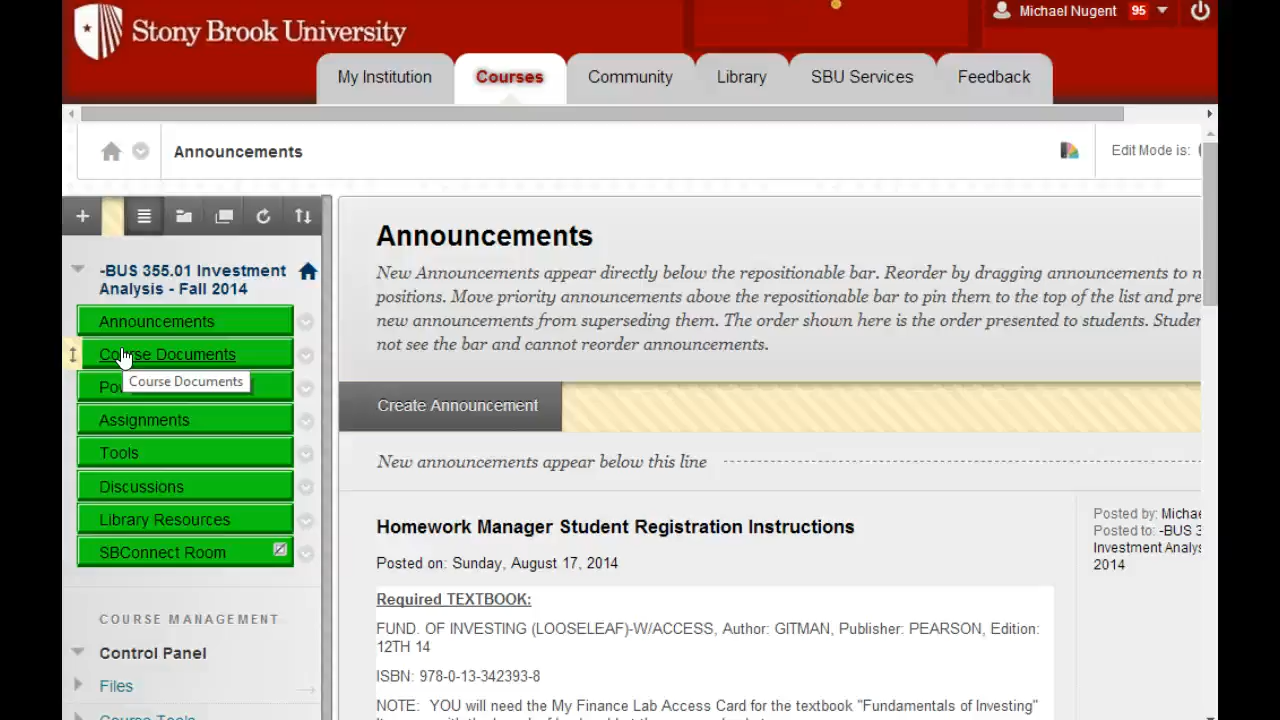 Stony Brook University
Michael Nugent 95
My Institution Courses Community Library SBU Services Feedback
Announcements
Edit Mode is:
-BUS 355.01 Investment
Analysis - Fall 2014
Announcements
Course Documents
Course Documents
Assignments
Tools
Discussions
Library Resources
SBConnect Room
COURSE MANAGEMENT
Control Panel
Files
Course Tools
Announcements
New Announcements appear directly below the repositionable bar. Reorder by dragging announcements to n
positions. Move priority announcements above the repositionable bar to pin them to the top of the list and pre
new announcements from superseding them. The order shown here is the order presented to students. Studen
not see the bar and cannot reorder announcements.
Create Announcement
New announcements appear below this line
Homework Manager Student Registration Instructions
Posted on: Sunday, August 17, 2014
Required TEXTBOOK:
FUND. OF INVESTING (LOOSELEAF)-W/ACCESS, Author: GITMAN, Publisher: PEARSON, Edition:
12TH 14
ISBN: 978-0-13-342393-8
NOTE: YOU will need the My Finance Lab Access Card for the textbook "Fundamentals of Investing"
Posted by: Michae
Posted to: -BUS 3
Investment Analys
2014